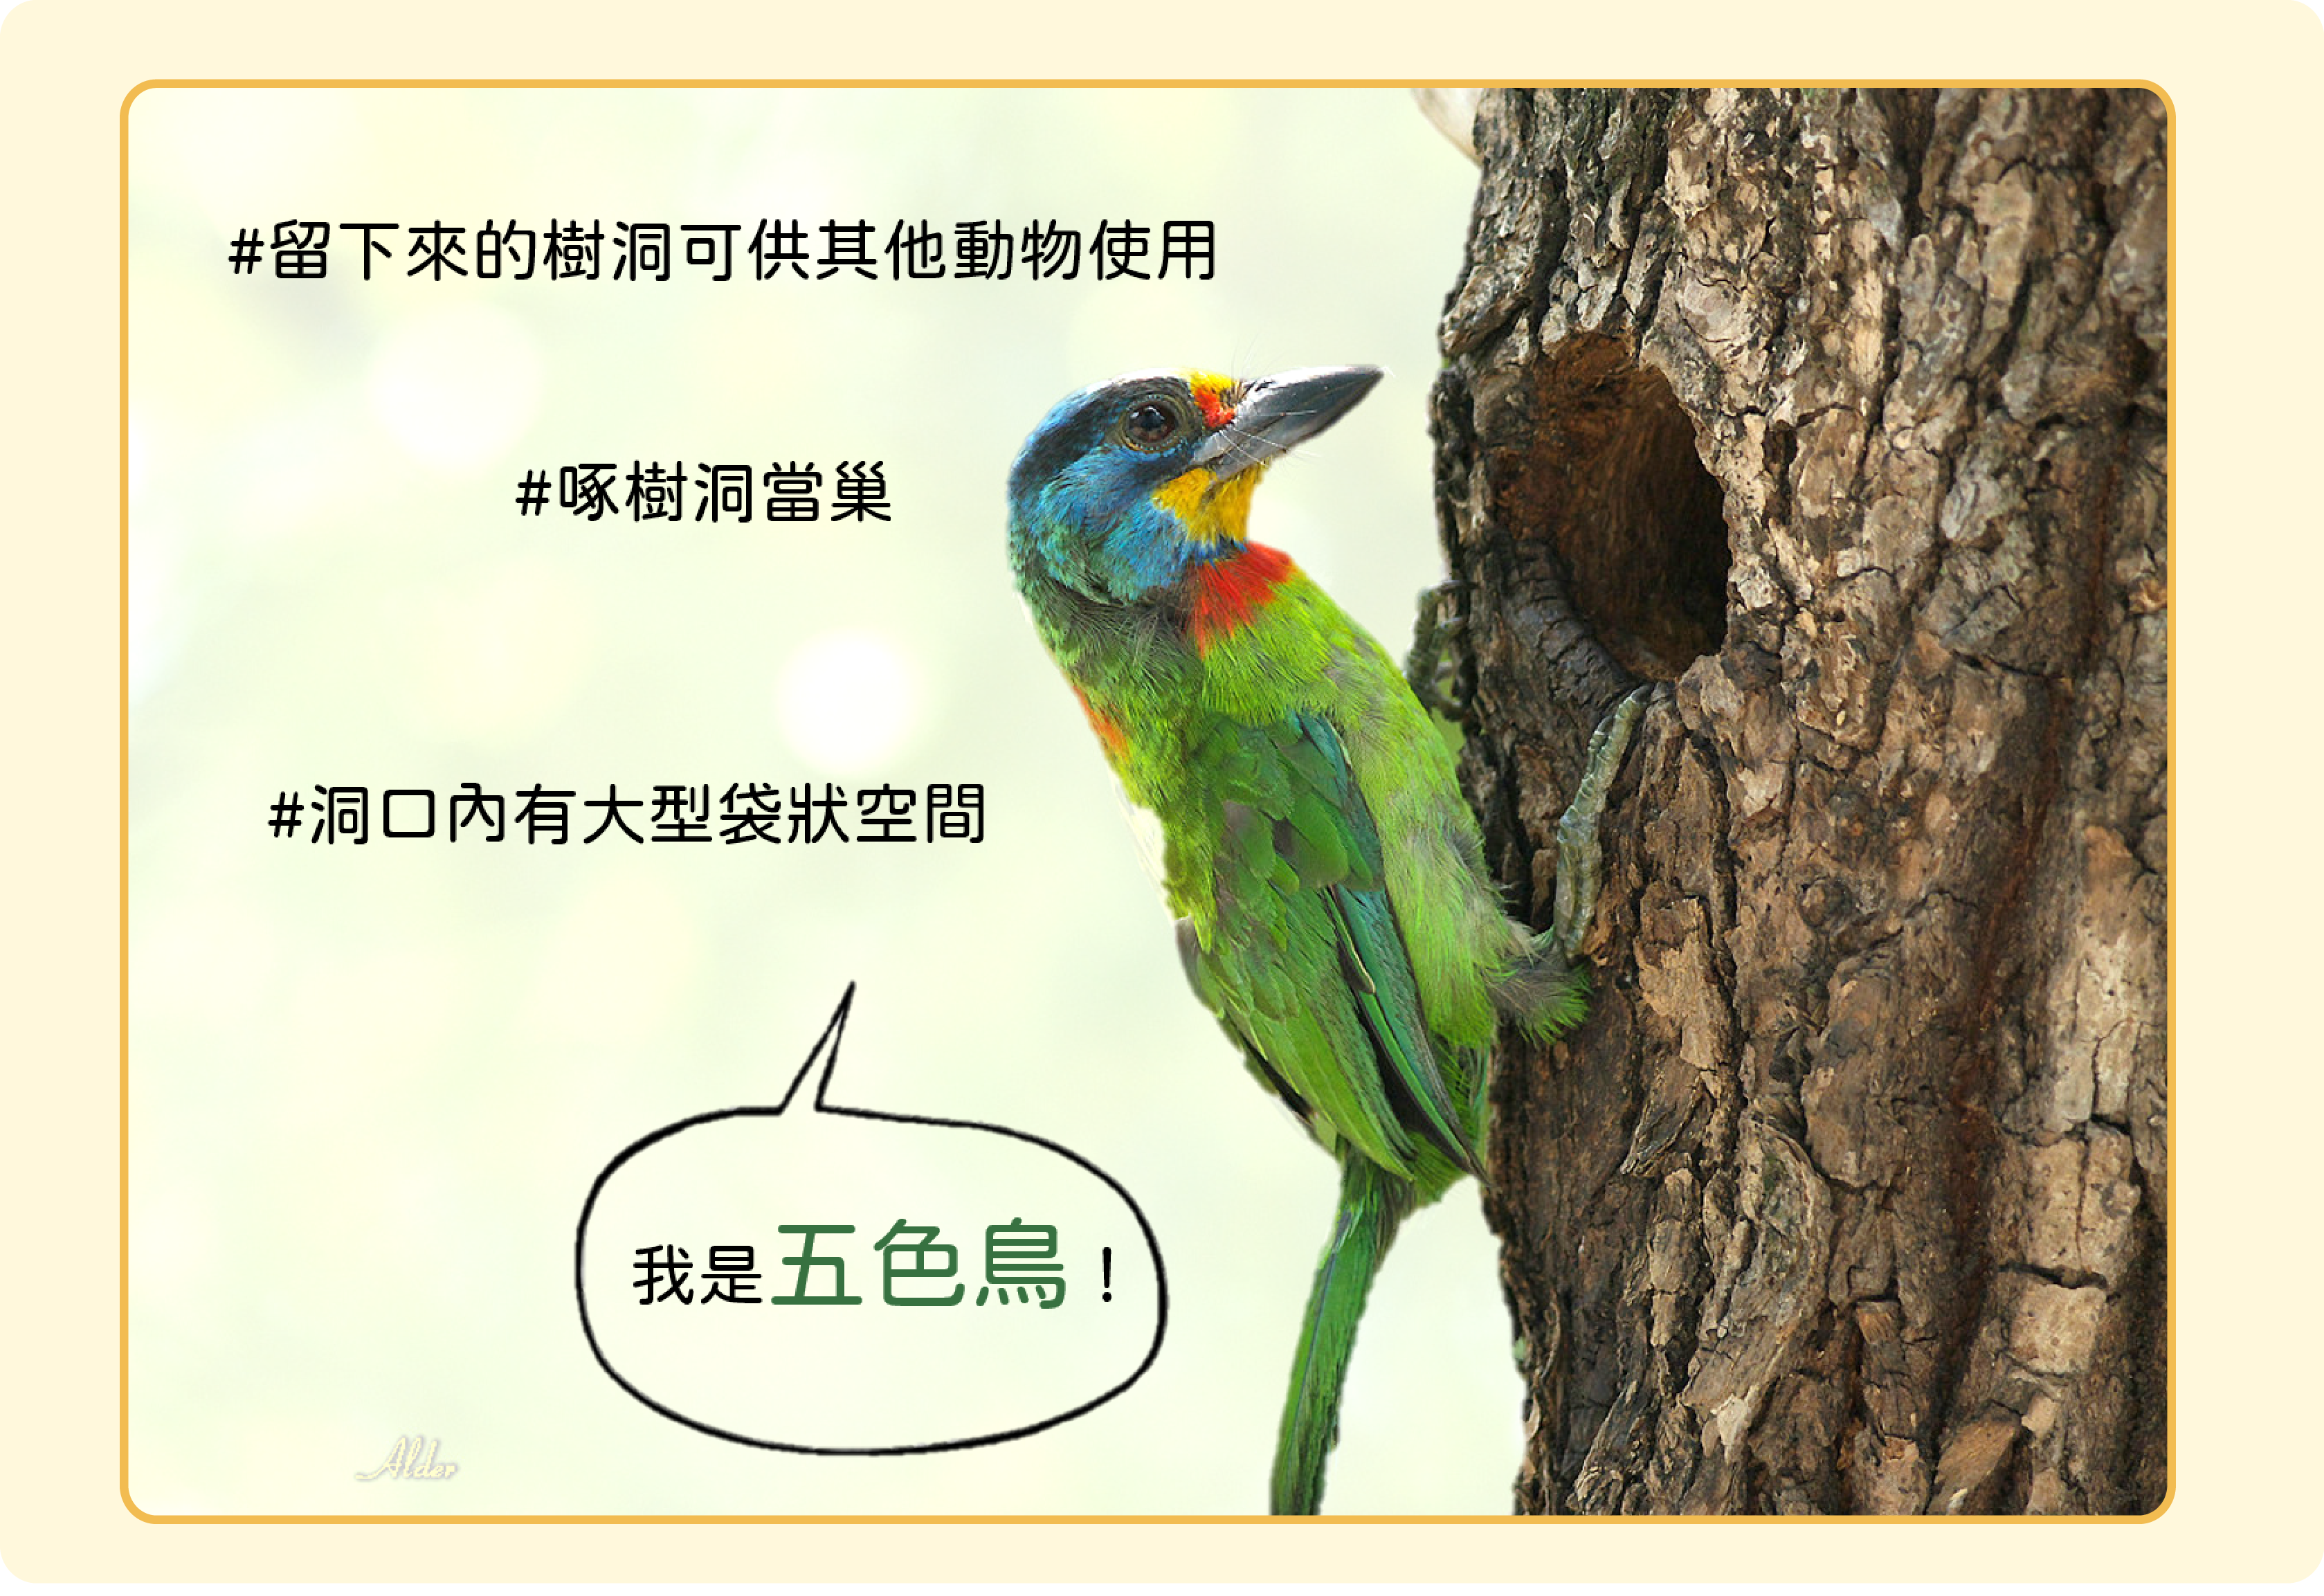 #留下來的樹洞可供其他動物使用
#啄樹洞當巢
#洞口內有大型袋狀空間
我是五色鳥！
Alder